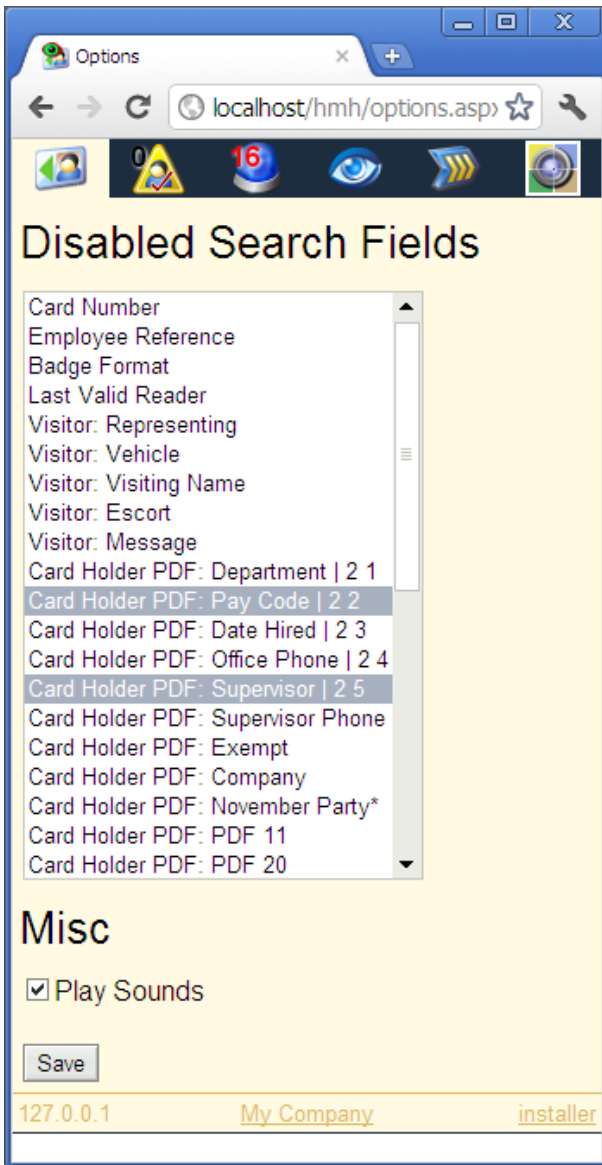 Options
localhost/hmh/options.asp
0
16
Disabled Search Fields
Card Number
Employee Reference
Badge Format
Last Valid Reader
Visitor: Representing
Visitor: Vehicle
Visitor: Visiting Name
Visitor: Escort
Visitor: Message
Card Holder PDF: Department | 2 1
Card Holder PDF: Pay Code | 2 2
Card Holder PDF: Date Hired | 2 3
Card Holder PDF: Office Phone | 2 4
Card Holder PDF: Supervisor | 2 5
Card Holder PDF: Supervisor Phone
Card Holder PDF: Exempt
Card Holder PDF: Company
Card Holder PDF: November Party*
Card Holder PDF: PDF 11
Card Holder PDF: PDF 20
Misc
Play Sounds
Save
127.0.0.1 My Company installer